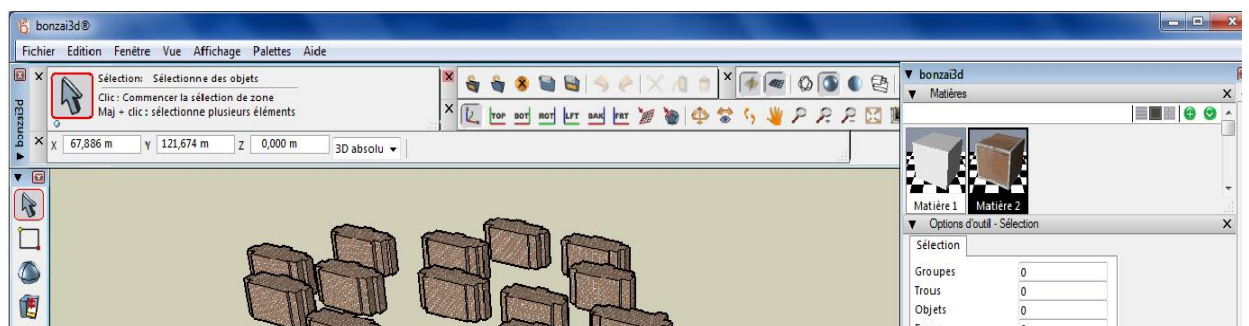 bonzai3d®
Fichier Edition Fenêtre Vue Affichage Palettes Aide
Sélection: Sélectionne des objets
Clic : Commencer la sélection de zone
Maj + clic : sélectionne plusieurs éléments
TOP BOT RGT LFT BAK FRT
bonzai3d
X 67,886 m Y 121,674 m Z 0,000 m 3D absolu
bonzai3d
Matières
Matière 1 Matière 2
Options d'outil - Sélection
Sélection
Groupes 0
Trous 0
Objets 0